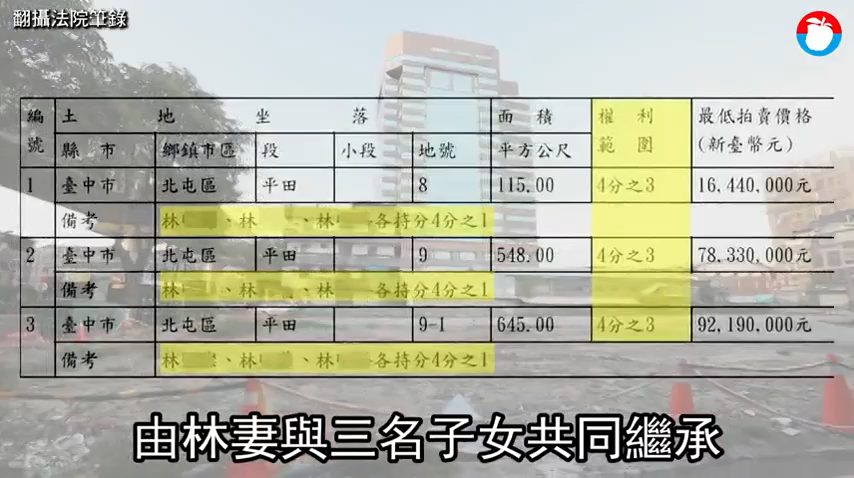 翻攝法院筆錄
編號 土地坐落 面積 權利範圍 最低拍賣價格(新臺幣元)
縣市 鄉鎮市區 段 小段 地號 平方公尺
1 臺中市 北屯區 平田 8 115.00 4分之3 16,440,000元
備考 林、林、林各持分4分之1
2 臺中市 北屯區 平田 9 548.00 4分之3 78,330,000元
備考 林、林、林各持分4分之1
3 臺中市 北屯區 平田 9-1 645.00 4分之3 92,190,000元
備考 林、林、林各持分4分之1
由林妻與三名子女共同繼承